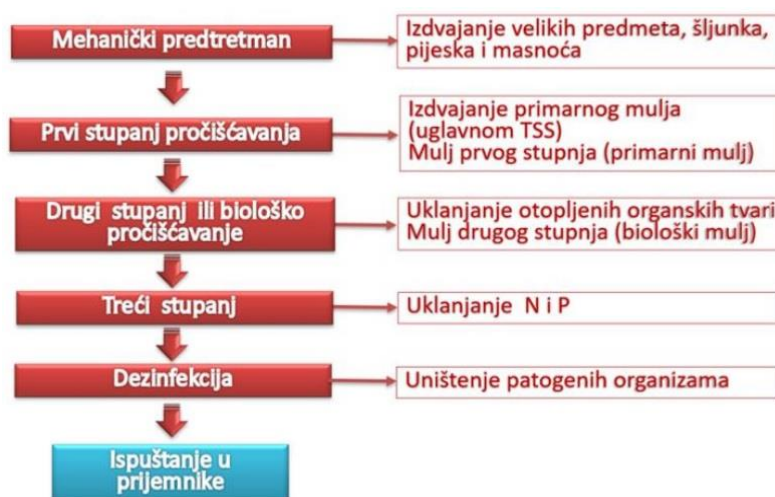 Mehanički predtretman
Izdvajanje velikih predmeta, šljunka,
pijeska i masnoća
Prvi stupanj pročišćavanja
Izdvajanje primarnog mulja
(uglavnom TSS)
Mulj prvog stupnja (primarni mulj)
Drugi stupanj ili biološko
pročišćavanje
Uklanjanje otopljenih organskih tvari
Mulj drugog stupnja (biološki mulj)
Treći stupanj
Uklanjanje N i P
Dezinfekcija
Uništenje patogenih organizama
Ispuštanje u
prijemnike